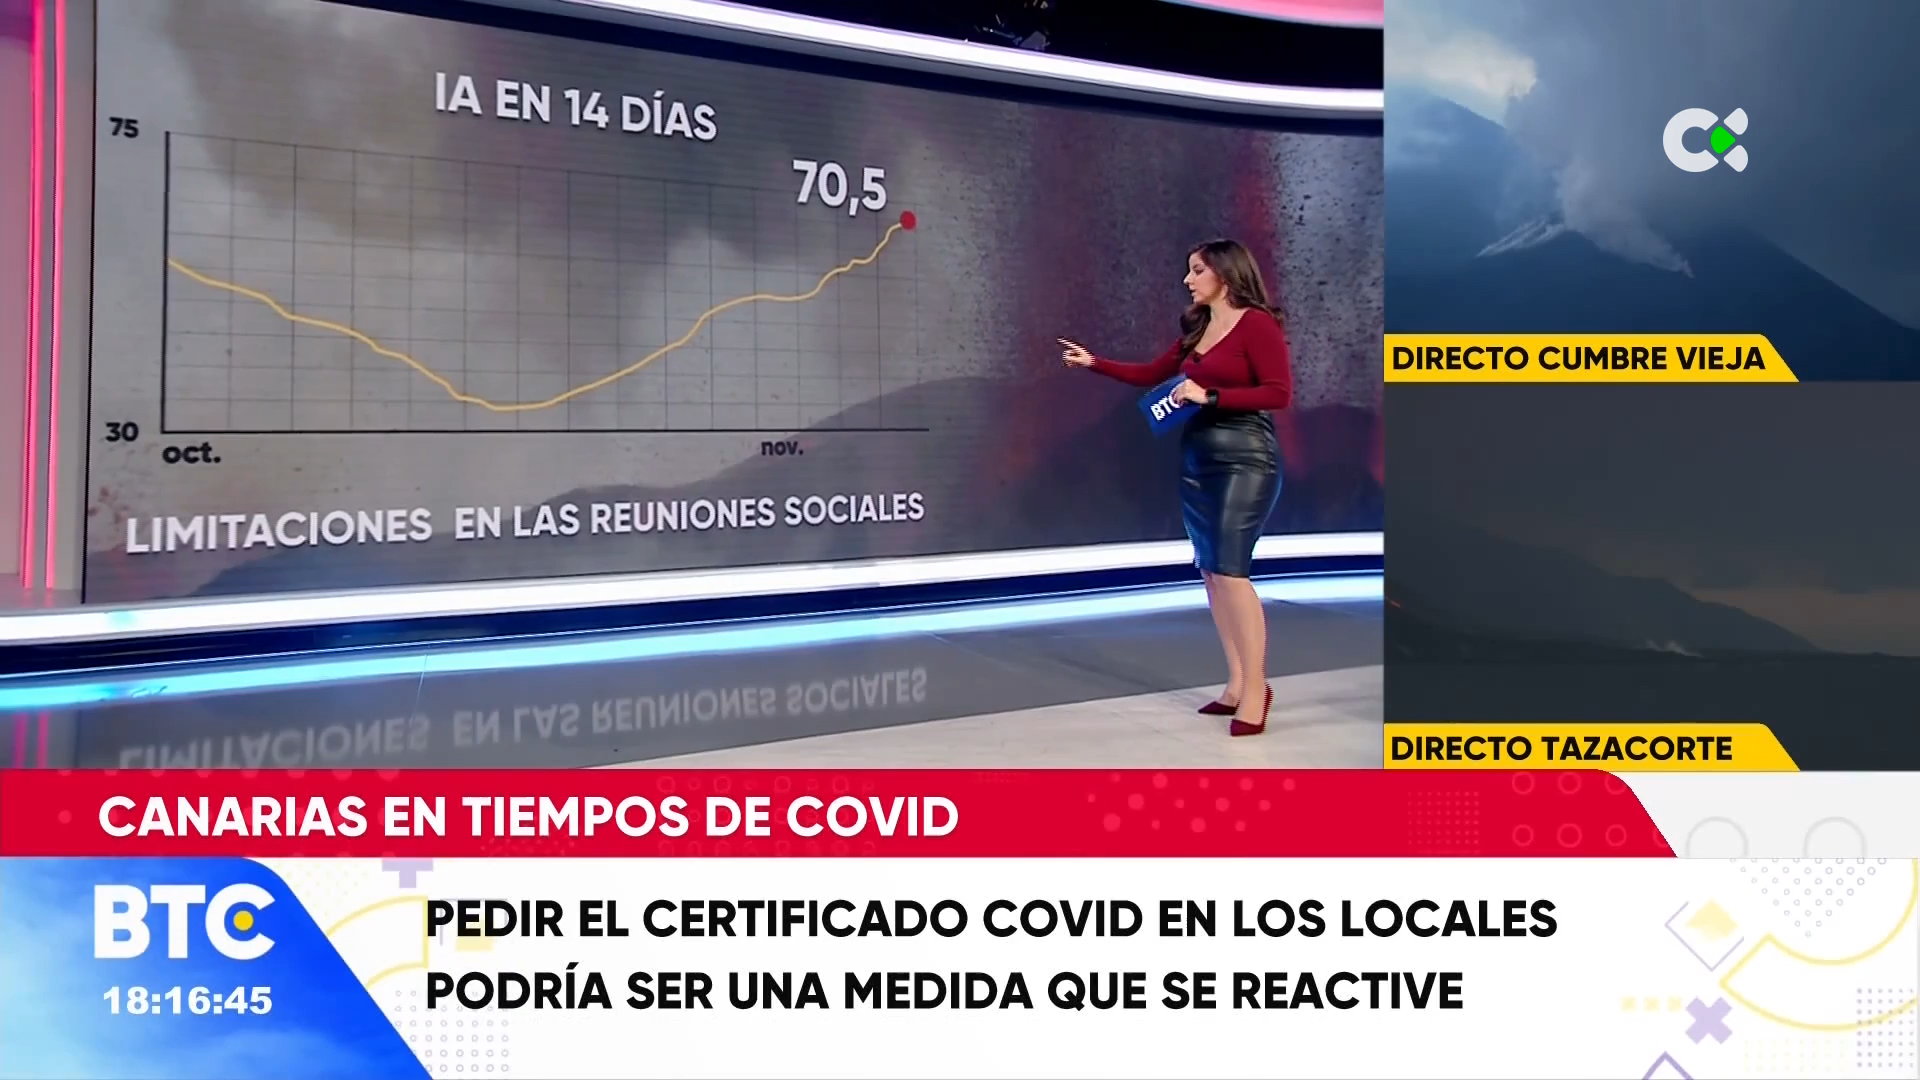 IA EN 14 DÍAS
75
70,5
30
oct.
nov.
LIMITACIONES EN LAS REUNIONES SOCIALES
BTC
DIRECTO CUMBRE VIEJA
DIRECTO TAZACORTE
CANARIAS EN TIEMPOS DE COVID
BTC
18:16:45
PEDIR EL CERTIFICADO COVID EN LOS LOCALES
PODRÍA SER UNA MEDIDA QUE SE REACTIVE